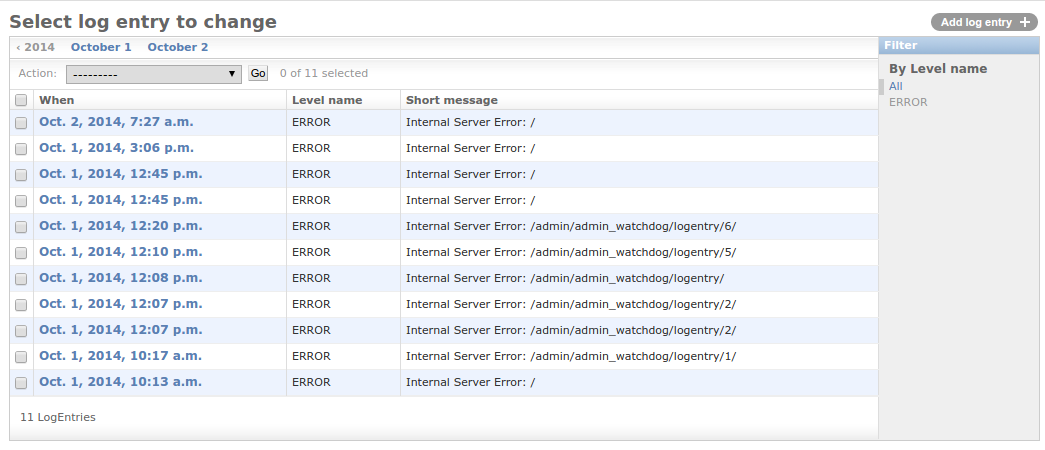 Select log entry to change
Add log entry +
‹ 2014 October 1 October 2
Action: --------- Go 0 of 11 selected
When Level name Short message
Oct. 2, 2014, 7:27 a.m. ERROR Internal Server Error: /
Oct. 1, 2014, 3:06 p.m. ERROR Internal Server Error: /
Oct. 1, 2014, 12:45 p.m. ERROR Internal Server Error: /
Oct. 1, 2014, 12:45 p.m. ERROR Internal Server Error: /
Oct. 1, 2014, 12:20 p.m. ERROR Internal Server Error: /admin/admin_watchdog/logentry/6/
Oct. 1, 2014, 12:10 p.m. ERROR Internal Server Error: /admin/admin_watchdog/logentry/5/
Oct. 1, 2014, 12:08 p.m. ERROR Internal Server Error: /admin/admin_watchdog/logentry/
Oct. 1, 2014, 12:07 p.m. ERROR Internal Server Error: /admin/admin_watchdog/logentry/2/
Oct. 1, 2014, 12:07 p.m. ERROR Internal Server Error: /admin/admin_watchdog/logentry/2/
Oct. 1, 2014, 10:17 a.m. ERROR Internal Server Error: /admin/admin_watchdog/logentry/1/
Oct. 1, 2014, 10:13 a.m. ERROR Internal Server Error: /
11 LogEntries
Filter
By Level name
All
ERROR